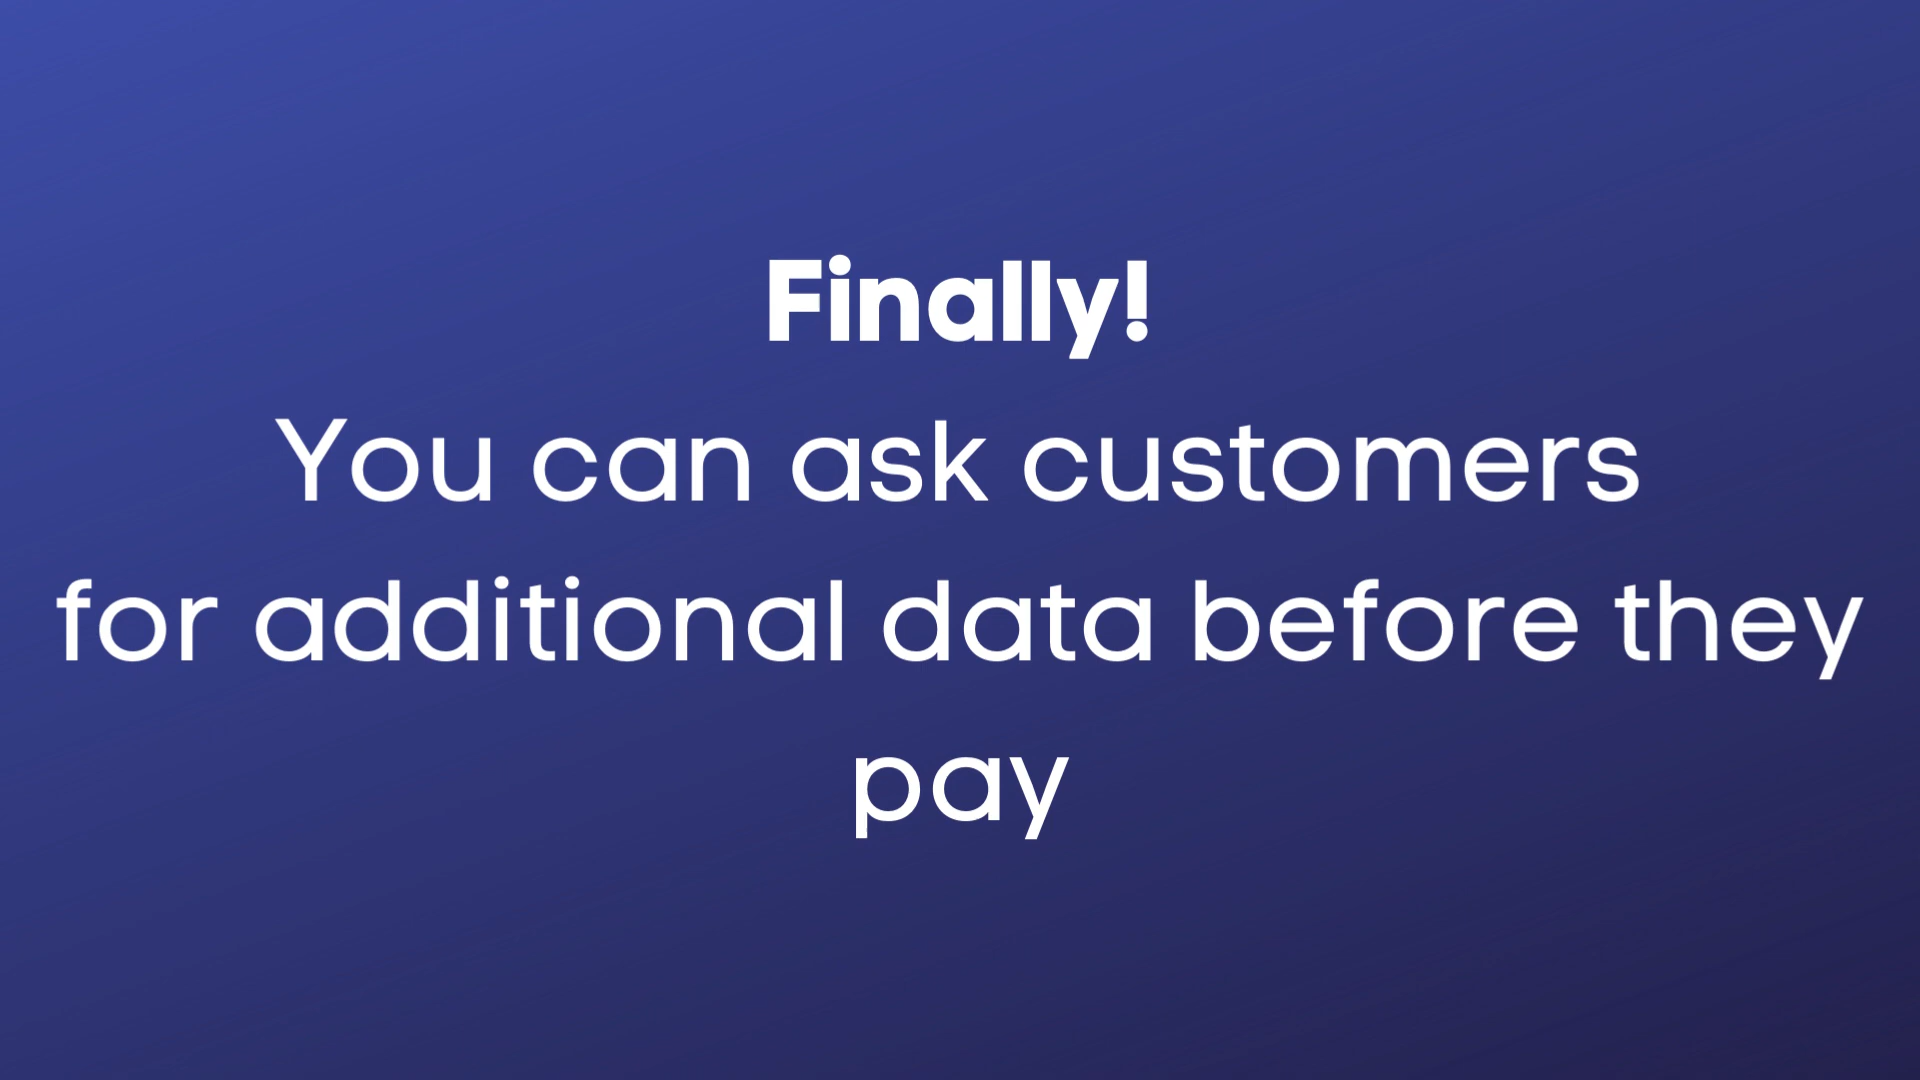 Finally!
You can ask customers
for additional data before they
pay